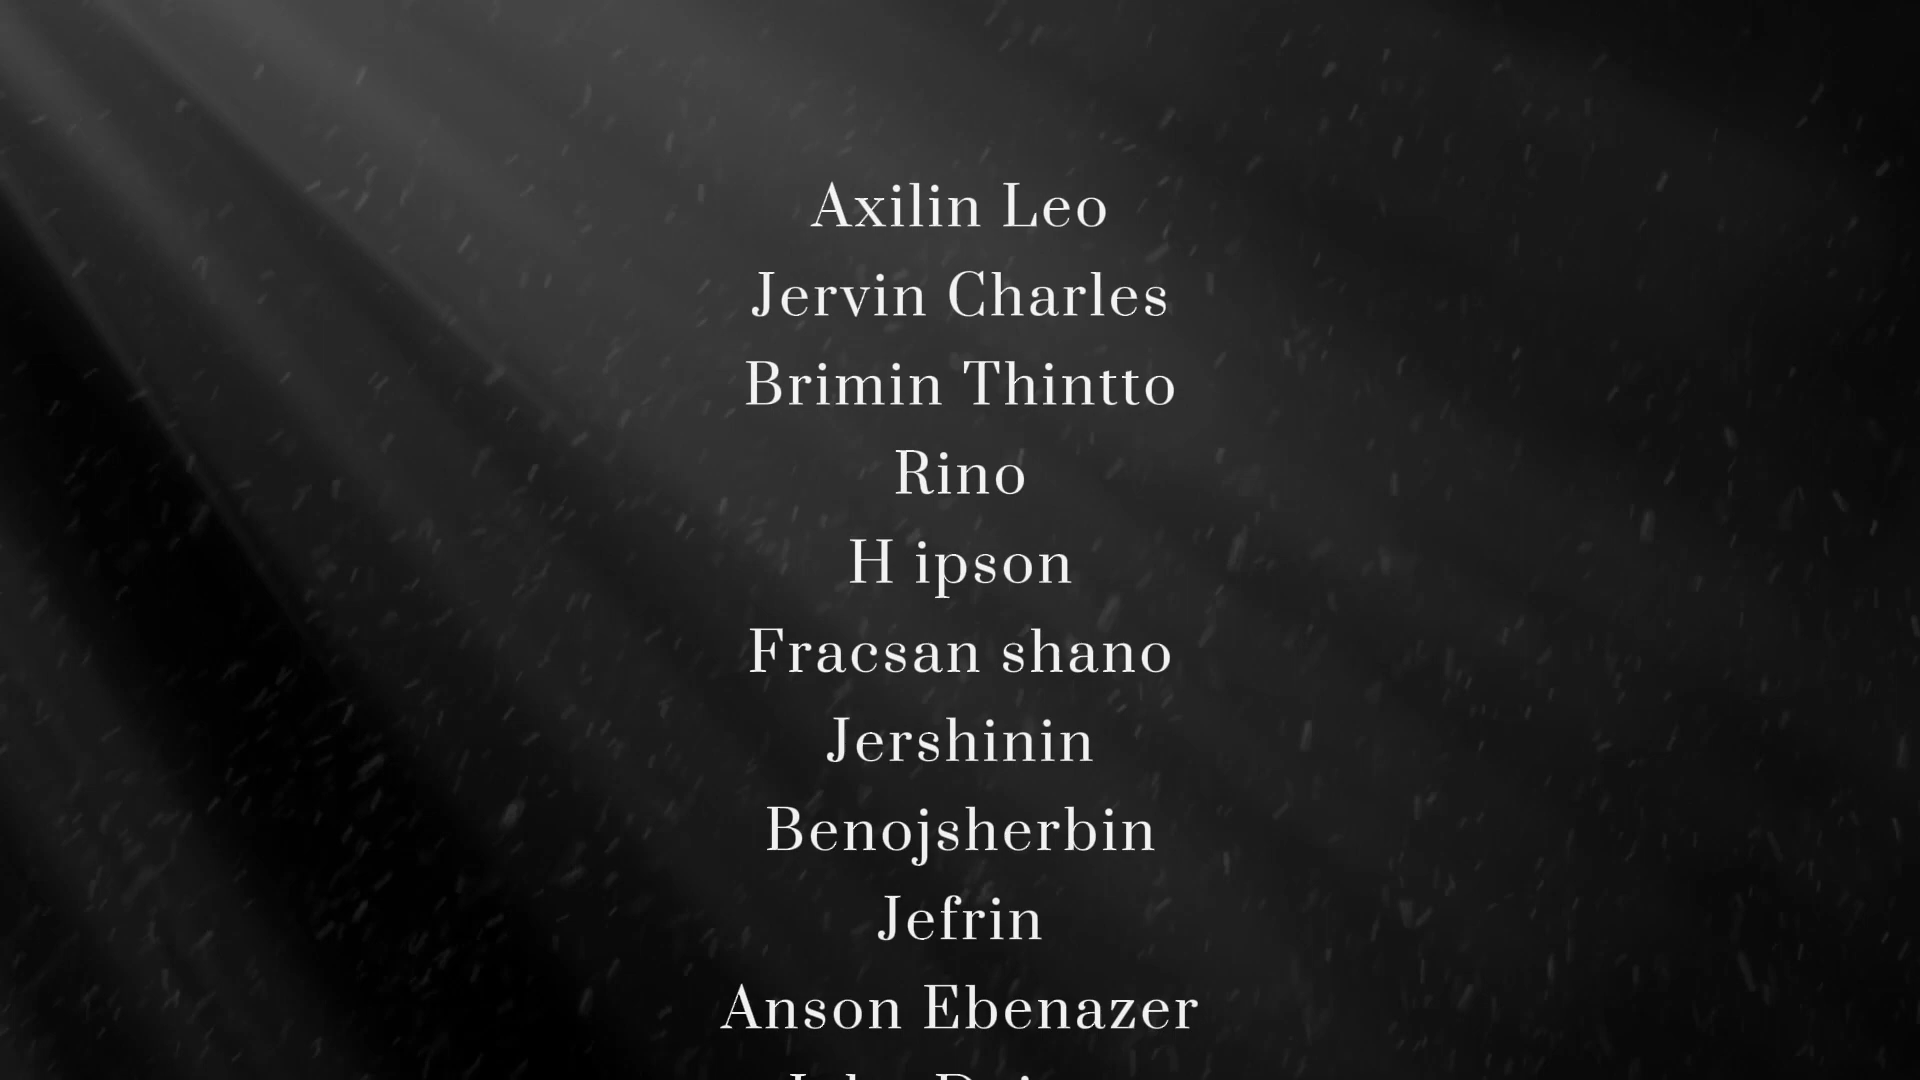 Axilin Leo
Jervin Charles
Brimin Thintto
Rino
H ipson
Fracsan shano
Jershinin
Benojsherbin
Jefrin
Anson Ebenazer